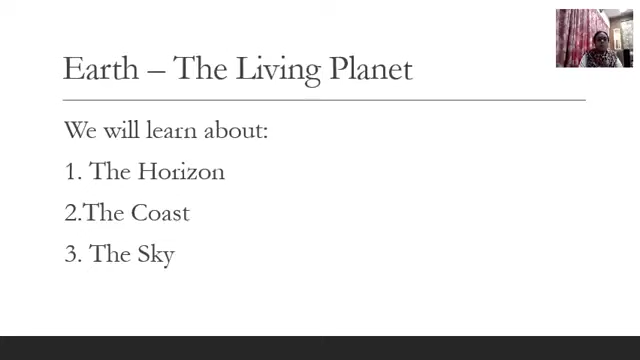 Earth – The Living Planet
We will learn about:
1. The Horizon
2.The Coast
3. The Sky